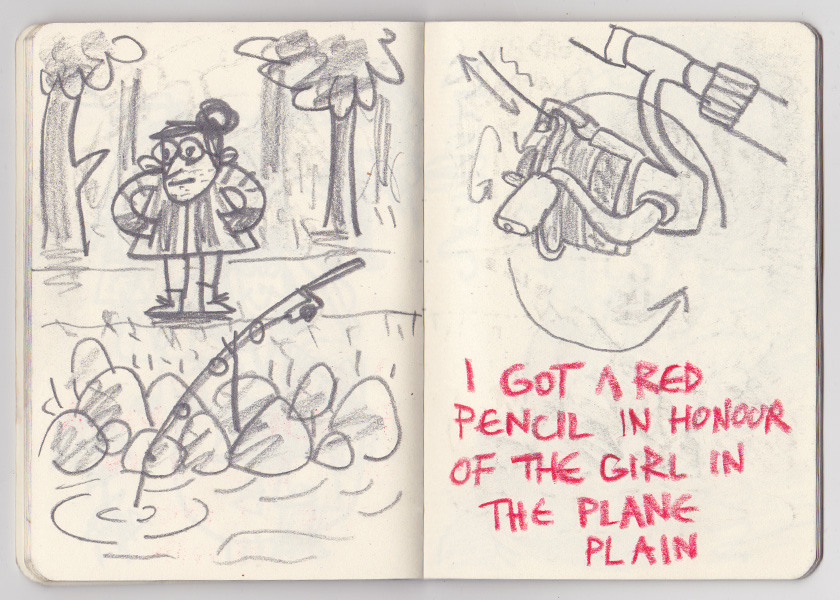 I GOT A RED
PENCIL IN HONOUR
OF THE GIRL IN
THE PLANE
PLAIN